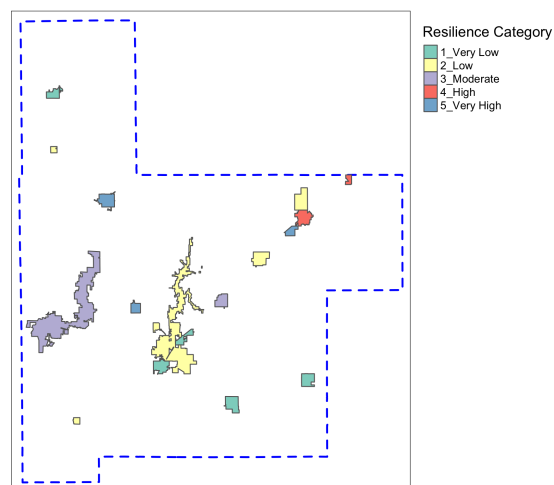 Resilience Category
1_Very Low
2_Low
3_Moderate
4_High
5_Very High